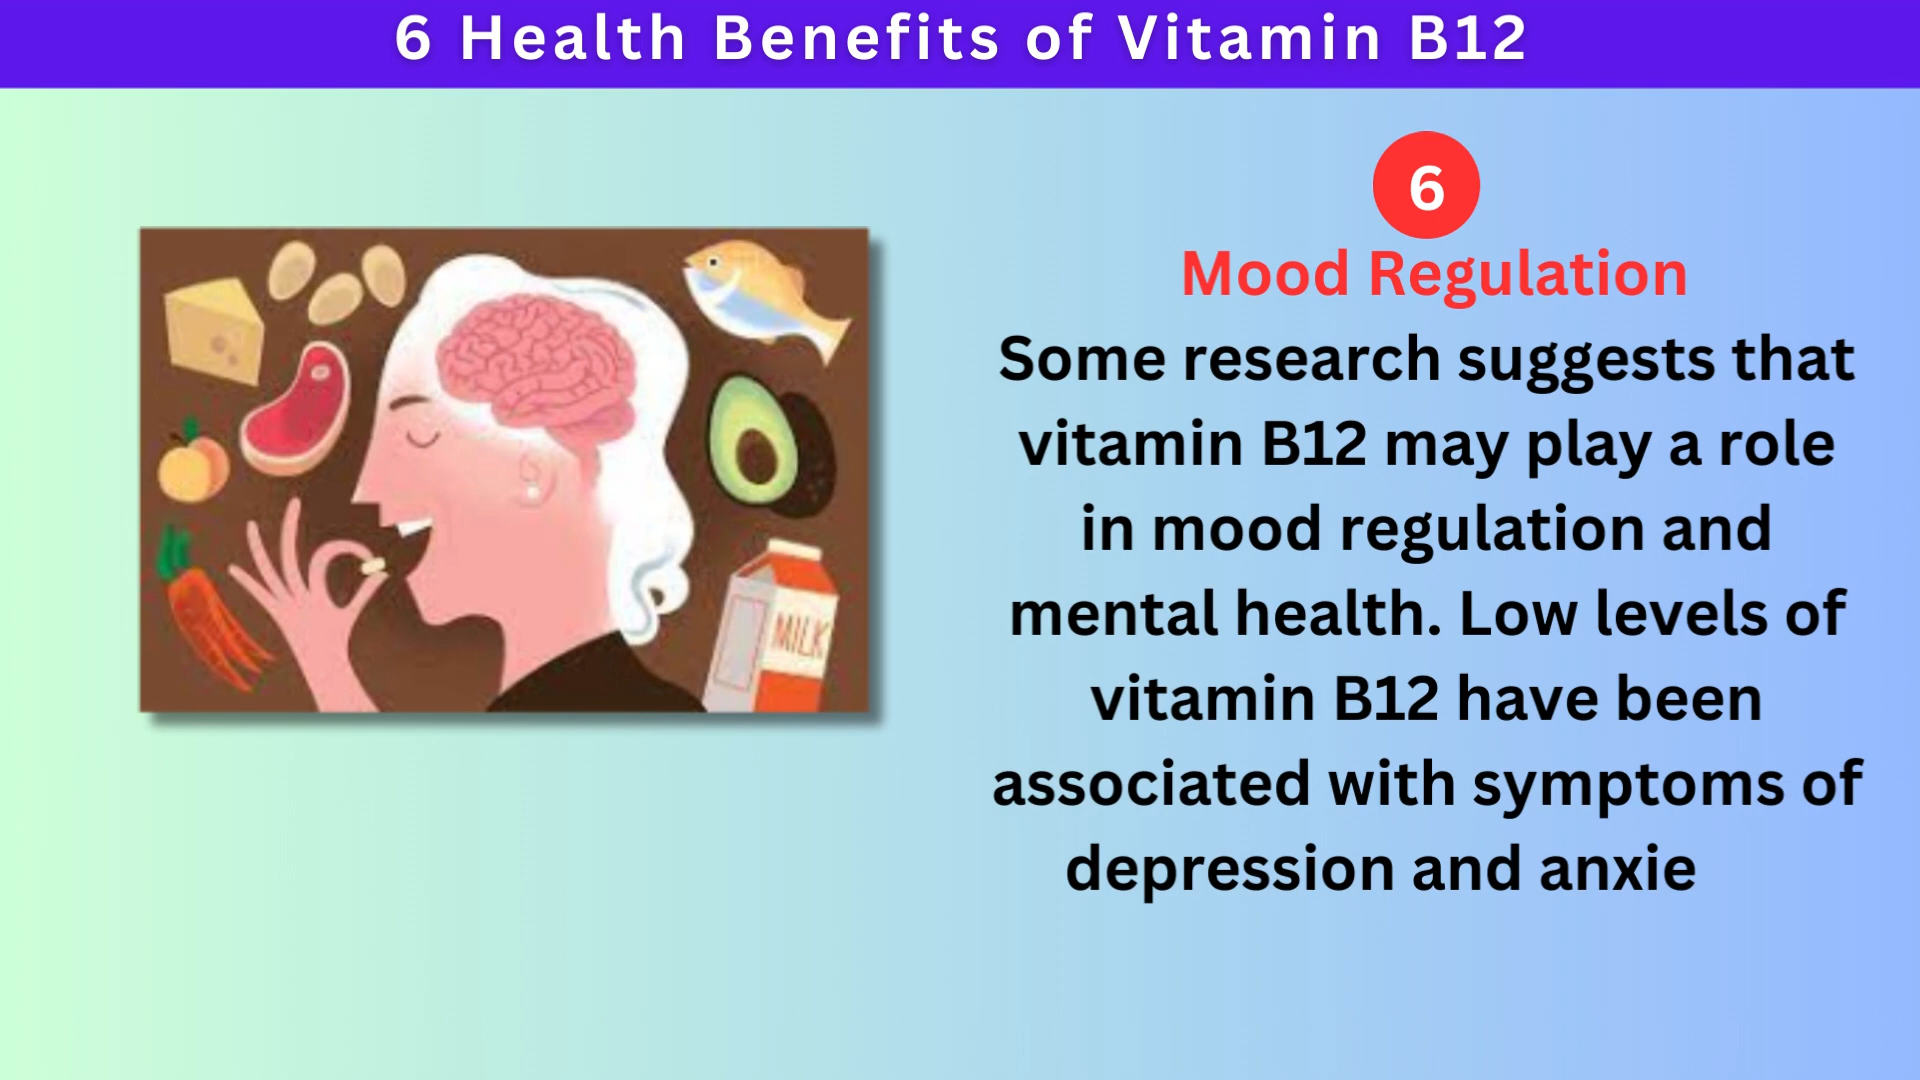 6 Health Benefits of Vitamin B12
6
Mood Regulation
Some research suggests that
vitamin B12 may play a role
in mood regulation and
mental health. Low levels of
vitamin B12 have been
associated with symptoms of
depression and anxie
MILK